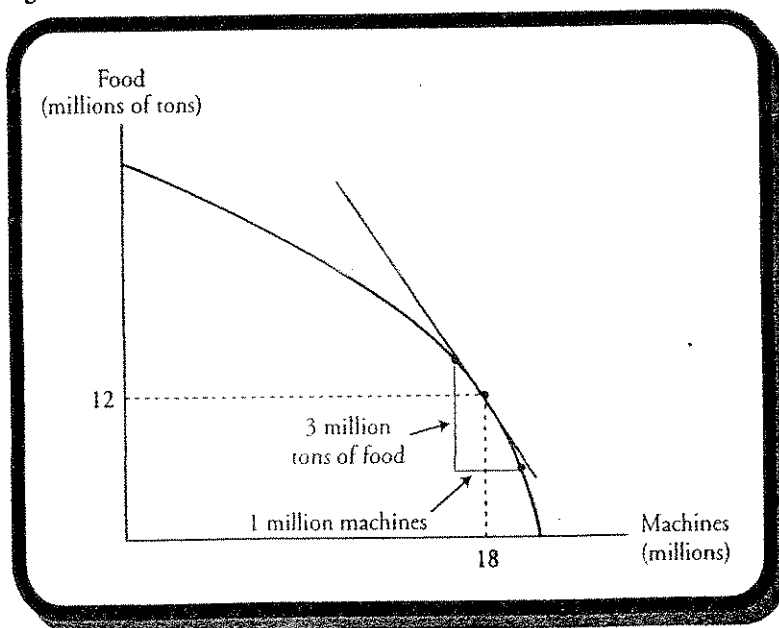 Food
(millions of tons)
12
3 million
tons of food
1 million machines
18
Machines
(millions)